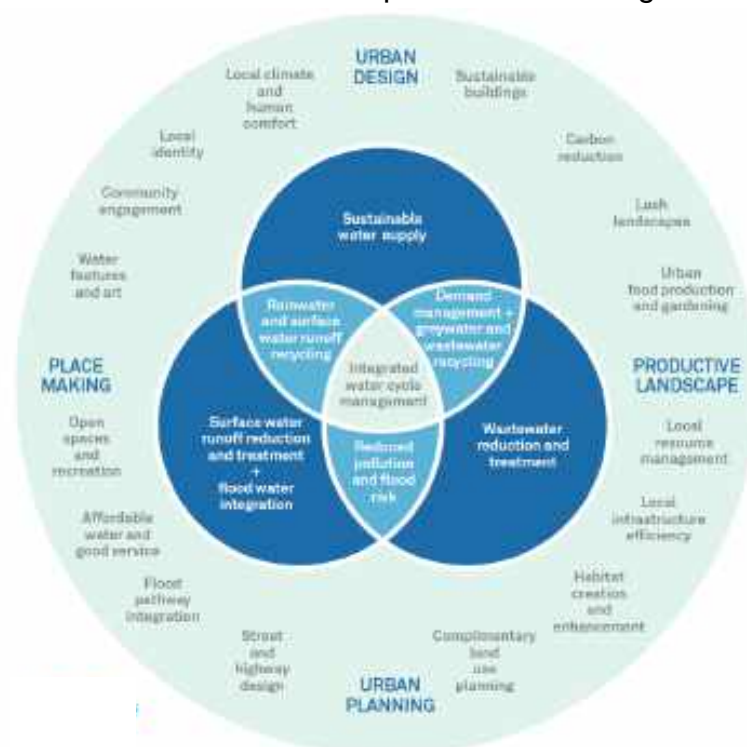 URBAN
DESIGN
Local climate
and
human
comfort
Sustainable
buildings
Local
identity
Carbon
reduction
Community
engagement
Lush
landscapes
Water
features
and art
Urban
food production
and gardening
Sustainable
water supply
Rainwater
and surface
water runoff
recycling
Demand
management +
greywater and
wastewater
recycling
Integrated
water cycle
management
PLACE
MAKING
PRODUCTIVE
LANDSCAPE
Surface water
runoff reduction
and treatment
+
flood water
integration
Wastewater
reduction and
treatment
Reduced
pollution
and flood
risk
Open
spaces
and
recreation
Local
resource
management
Affordable
water and
good service
Local
infrastructure
efficiency
Flood
pathway
integration
Habitat
creation
and
enhancement
Street
and
highway
design
Complimentary
land
use
planning
URBAN
PLANNING